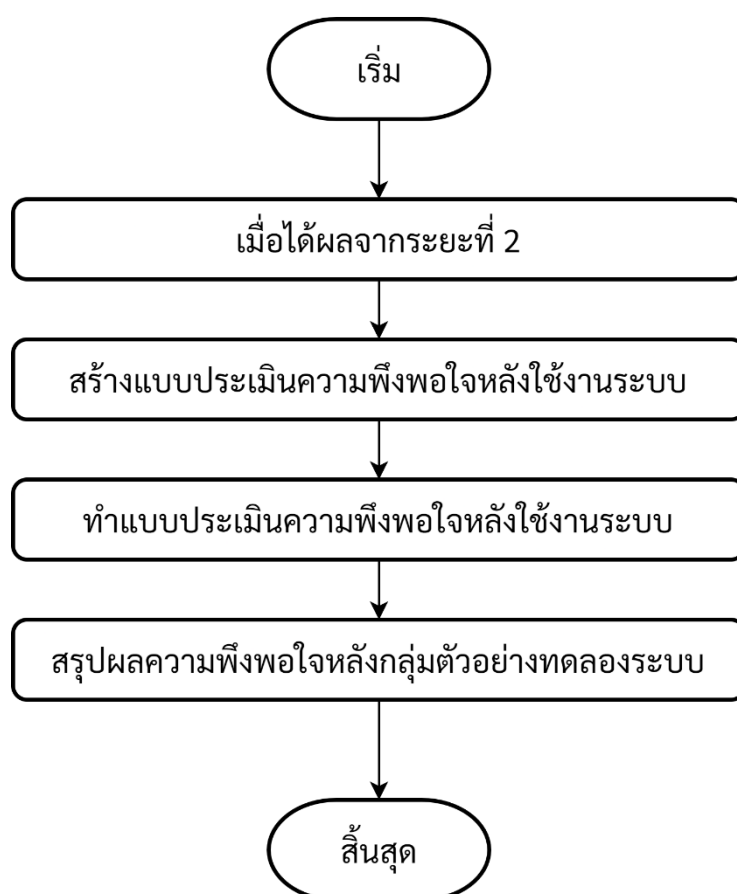 เริ่ม
เมื่อได้ผลจากระยะที่ 2
สร้างแบบประเมินความพึงพอใจหลังใช้งานระบบ
ทำแบบประเมินความพึงพอใจหลังใช้งานระบบ
สรุปผลความพึงพอใจหลังกลุ่มตัวอย่างทดลองระบบ
สิ้นสุด